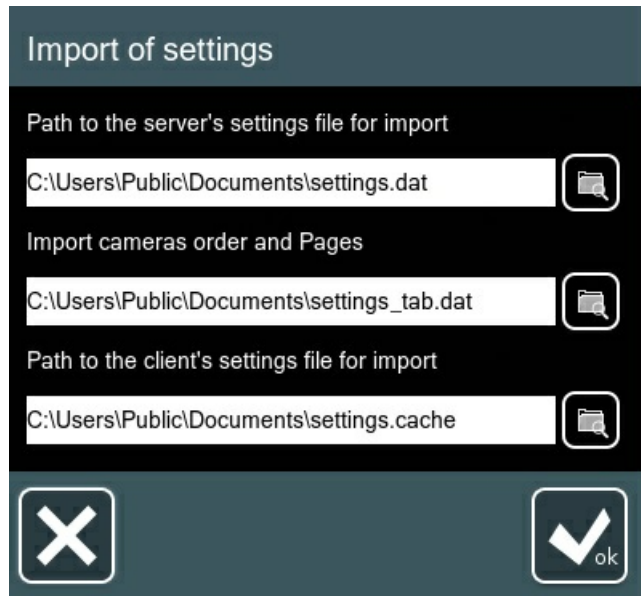 Import of settings
Path to the server's settings file for import
C:\Users\Public\Documents\settings.dat
Import cameras order and Pages
C:\Users\Public\Documents\settings_tab.dat
Path to the client's settings file for import
C:\Users\Public\Documents\settings.cache
ok